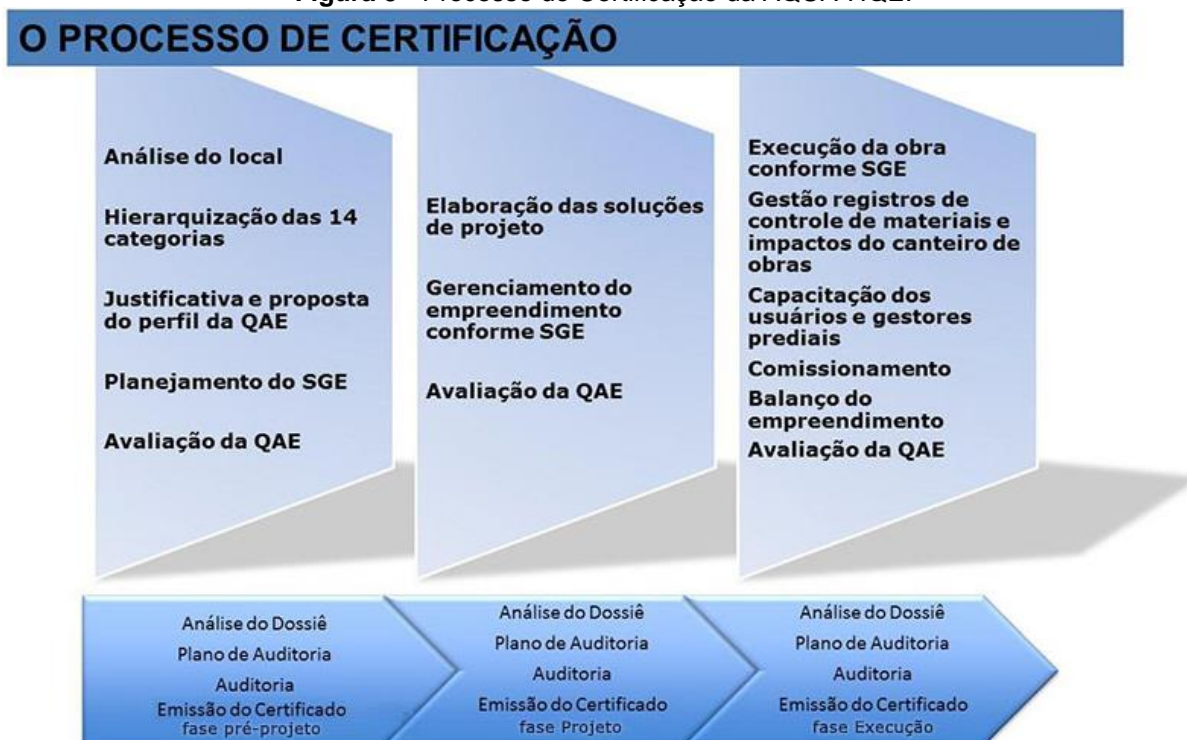 O PROCESSO DE CERTIFICAÇÃO
Análise do local
Hierarquização das 14
categorias
Justificativa e proposta
do perfil da QAE
Planejamento do SGE
Avaliação da QAE
Elaboração das soluções
de projeto
Gerenciamento do
empreendimento
conforme SGE
Avaliação da QAE
Execução da obra
conforme SGE
Gestão registros de
controle de materiais e
impactos do canteiro de
obras
Capacitação dos
usuários e gestores
prediais
Comissionamento
Balanço do
empreendimento
Avaliação da QAE
Análise do Dossiê
Plano de Auditoria
Auditoria
Emissão do Certificado
fase pré-projeto
Análise do Dossiê
Plano de Auditoria
Auditoria
Emissão do Certificado
fase Projeto
Análise do Dossiê
Plano de Auditoria
Auditoria
Emissão do Certificado
fase Execução